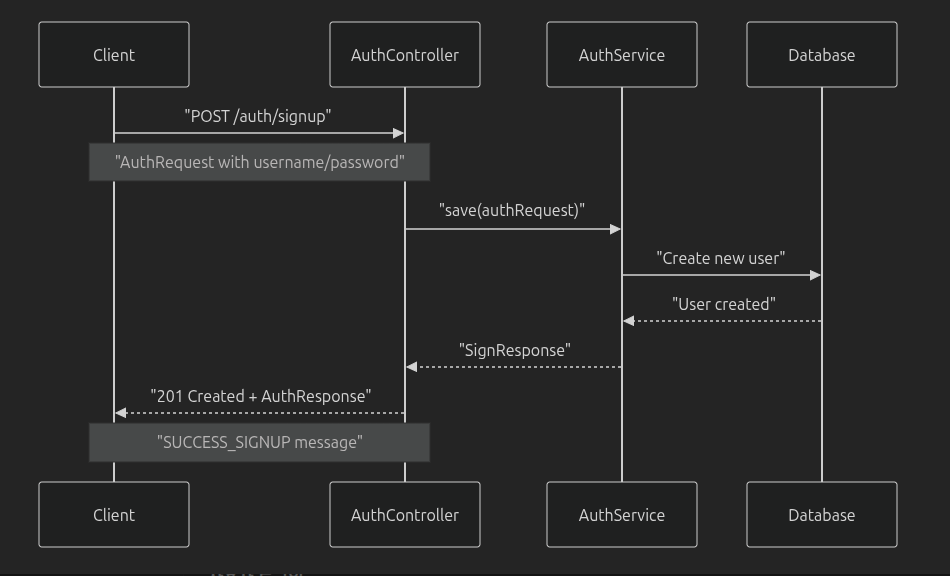 Client
AuthController
AuthService
Database
"POST /auth/signup"
"AuthRequest with username/password"
"save(authRequest)"
"Create new user"
"User created"
"SignResponse"
"201 Created + AuthResponse"
"SUCCESS_SIGNUP message"
Client
AuthController
AuthService
Database